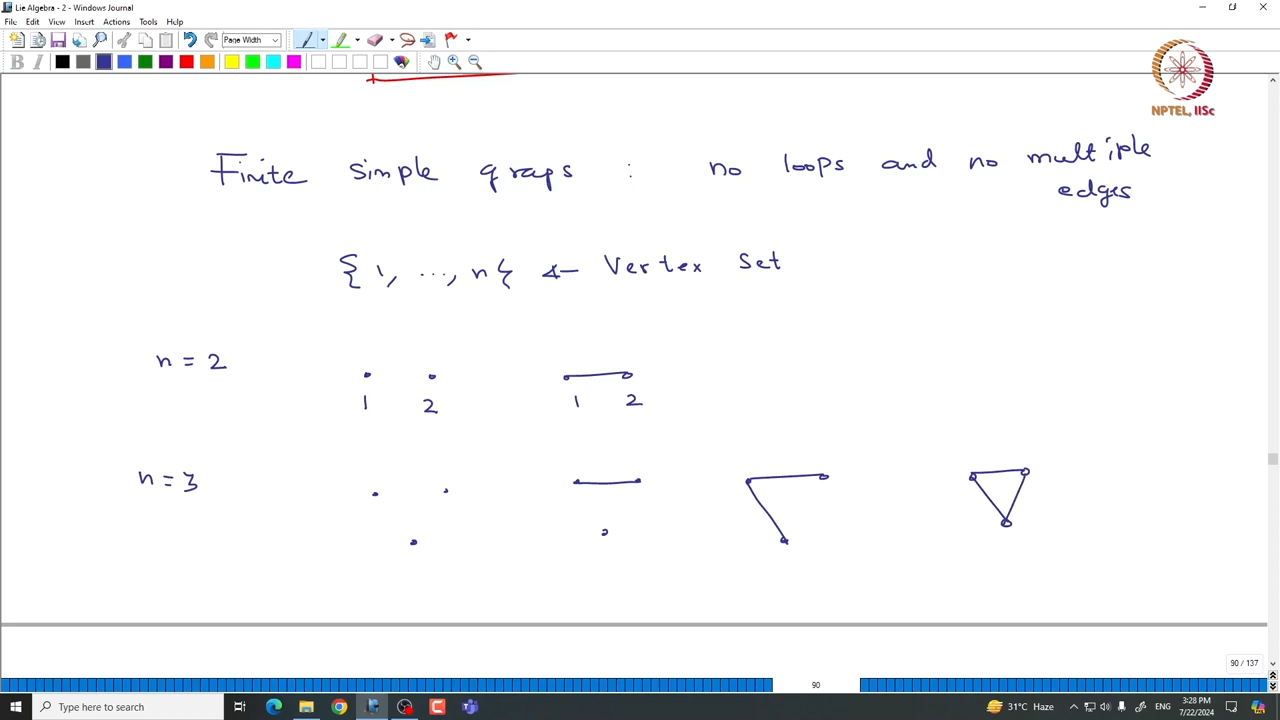 Lie Algebra - 2 - Windows Journal
File Edit View Insert Actions Tools Help
Page Width
B I
NPTEL, IISc
Finite simple graps : no loops and no multiple
edges
{1, ..., n} ← Vertex Set
n = 2
1 2 1 2
n = 3
90 / 137
90
Type here to search
31°C Haze
3:28 PM
7/22/2024